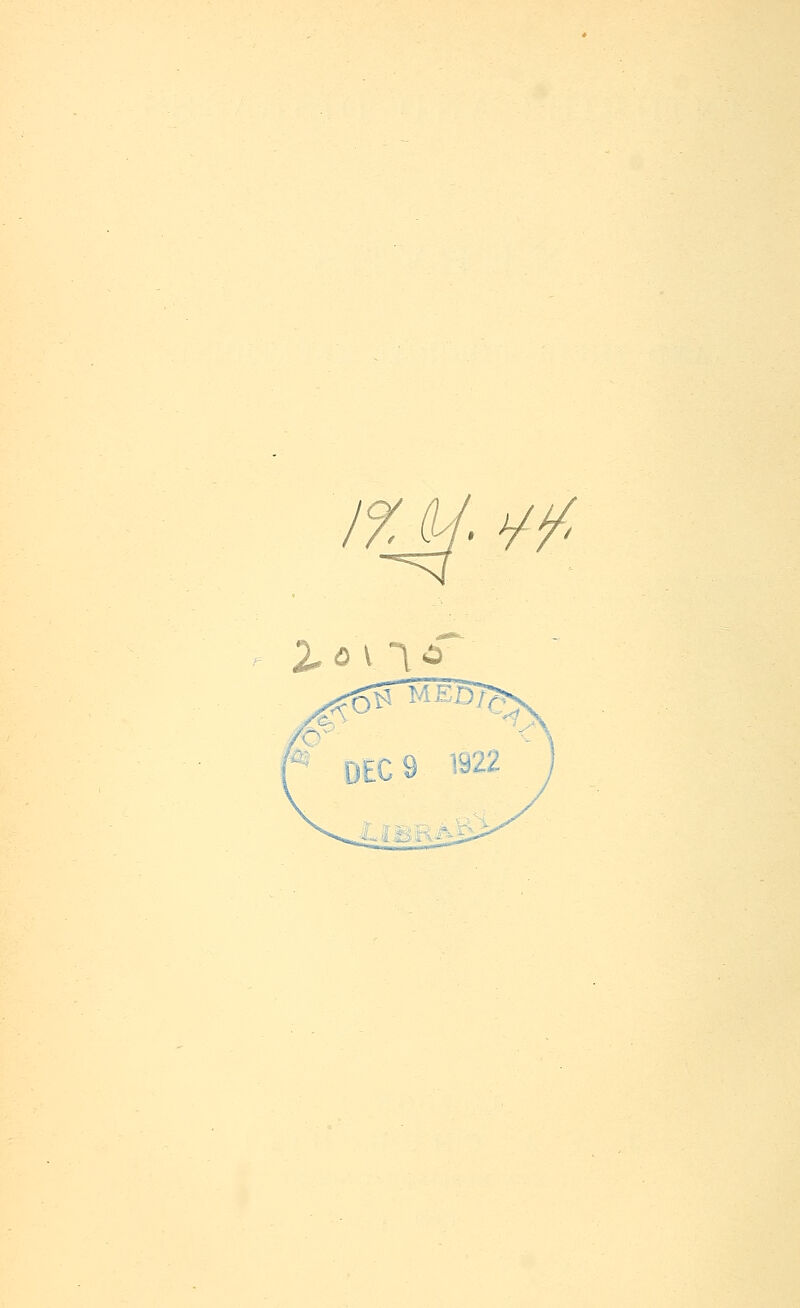 19. Y. 44.
20175
BOSTON MEDICAL
DEC 9 1922
LIBRARY